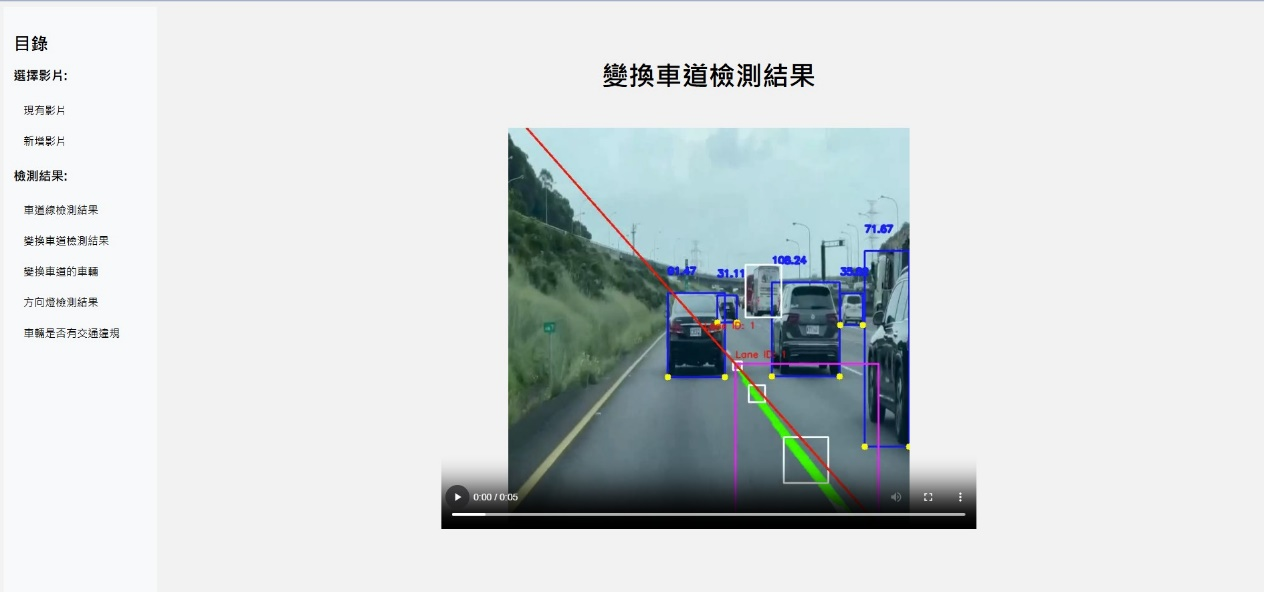 目錄
選擇影片:
現有影片
新增影片
檢測結果:
車道線檢測結果
變換車道檢測結果
變換車道的車輛
方向燈檢測結果
車輛是否有交通違規
變換車道檢測結果
71.67
108.24
31.11
Lane ID: 1
0:00 / 0:05